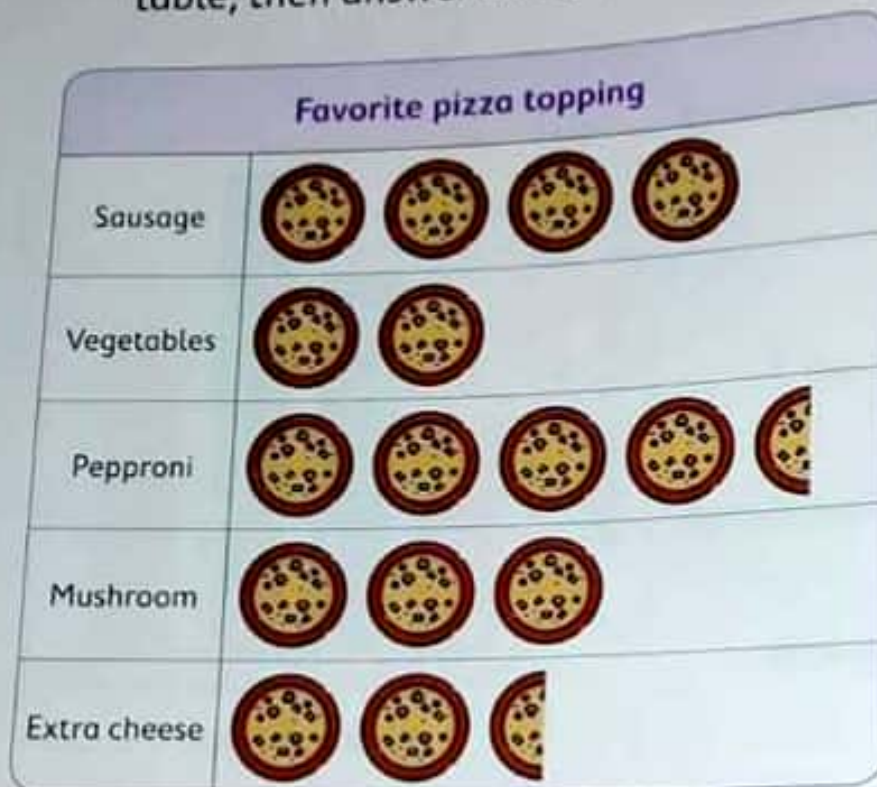 Favorite pizza topping
Sausage
Vegetables
Pepproni
Mushroom
Extra cheese